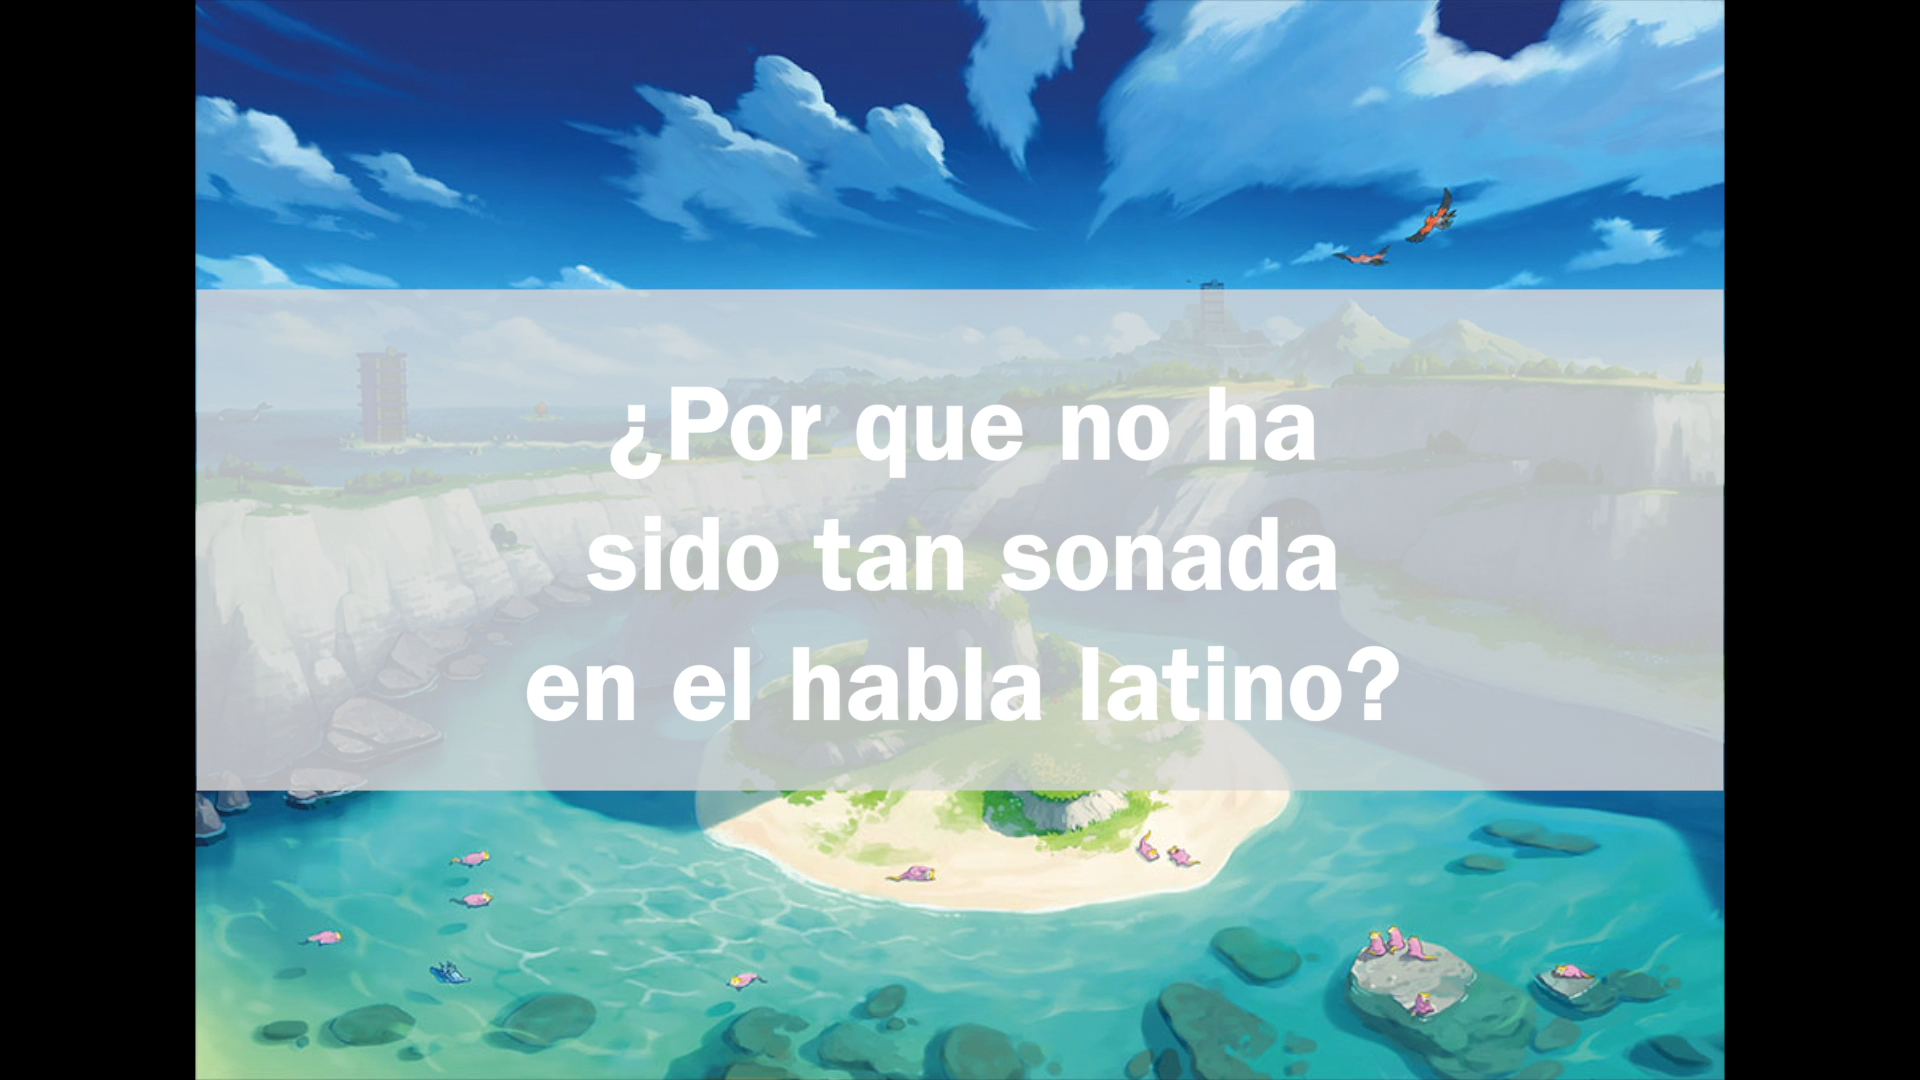 ¿Por que no ha
sido tan sonada
en el habla latino?